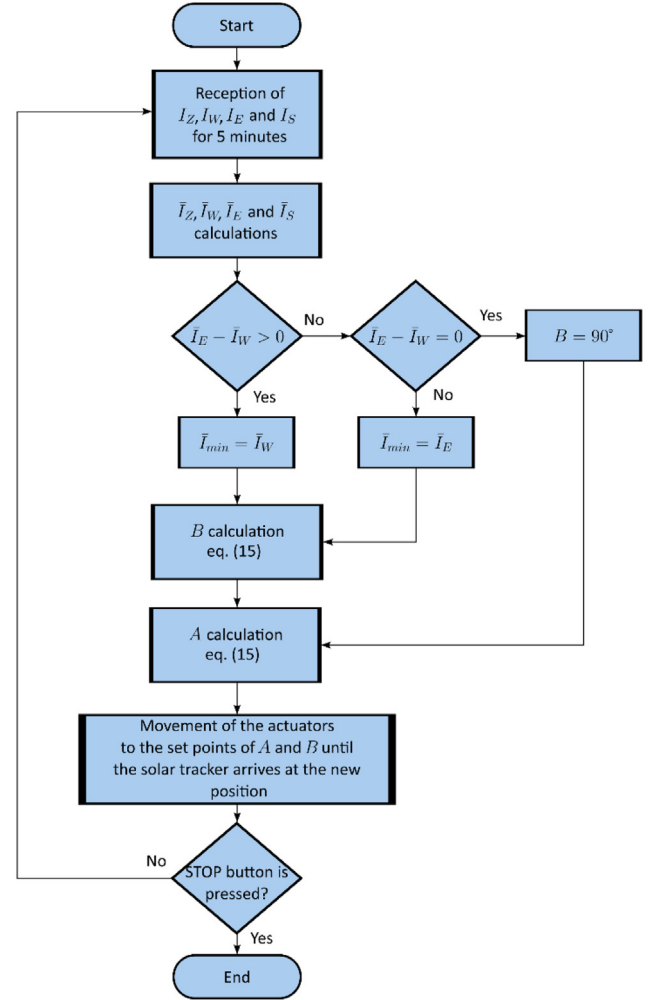 Start
Reception of
I_Z, I_W, I_E and I_S
for 5 minutes
Ī_Z, Ī_W, Ī_E and Ī_S
calculations
Ī_E − Ī_W > 0
No
Ī_E − Ī_W = 0
Yes
B = 90°
Yes
No
Ī_min = Ī_W
Ī_min = Ī_E
B calculation
eq. (15)
A calculation
eq. (15)
Movement of the actuators
to the set points of A and B until
the solar tracker arrives at the new
position
No
STOP button is
pressed?
Yes
End